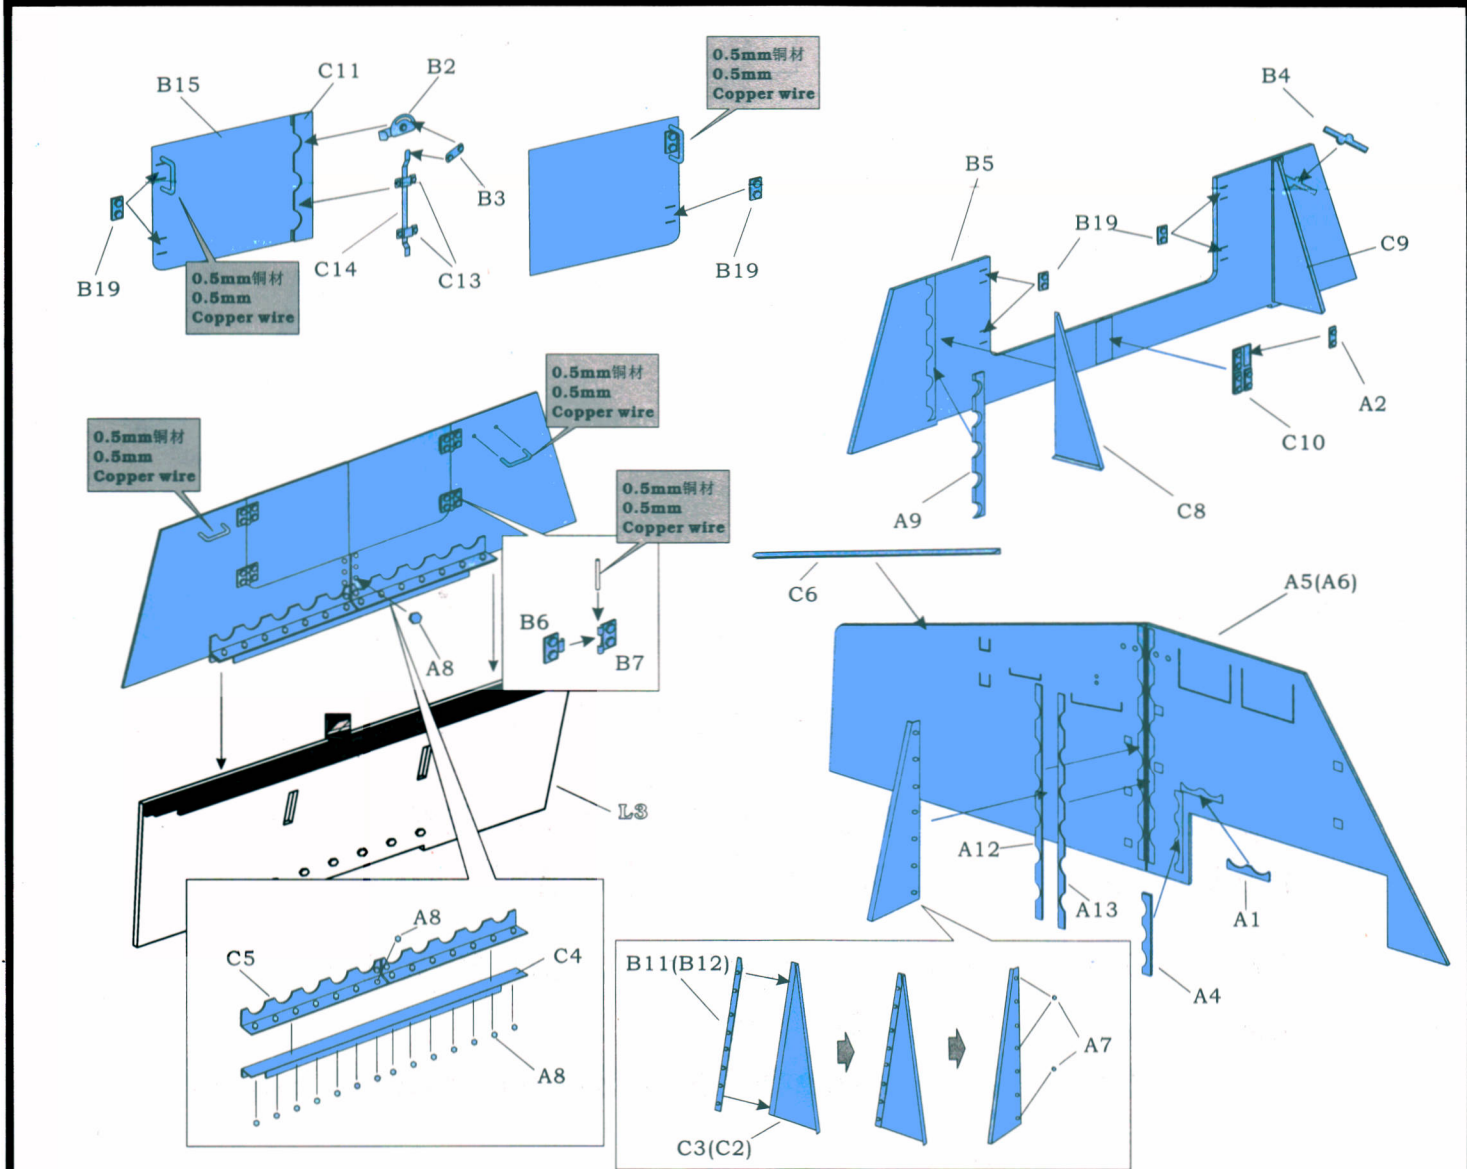 0.5mm铜材
0.5mm
Copper wire
B15
C11
B2
B4
B5
B3
B19
B19
C9
C14
C13
B19
B19
0.5mm铜材
0.5mm
Copper wire
0.5mm铜材
0.5mm
Copper wire
A2
0.5mm铜材
0.5mm
Copper wire
C10
0.5mm铜材
0.5mm
Copper wire
A9
C8
C6
A5(A6)
B6
B7
A8
L3
A12
A13
A1
A8
C5
C4
B11(B12)
A4
A7
A8
C3(C2)